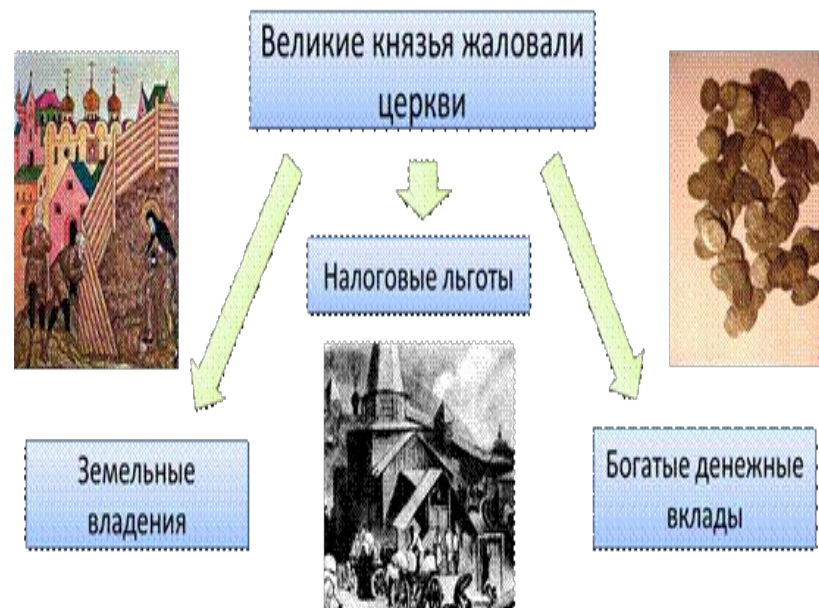 Великие князья жаловали
церкви
Налоговые льготы
Земельные
владения
Богатые денежные
вклады